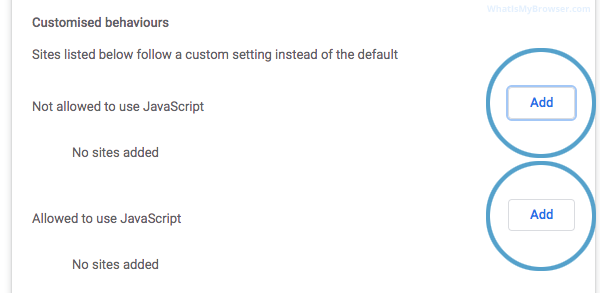 WhatIsMyBrowser.com
Customised behaviours
Sites listed below follow a custom setting instead of the default
Not allowed to use JavaScript
Add
No sites added
Allowed to use JavaScript
Add
No sites added